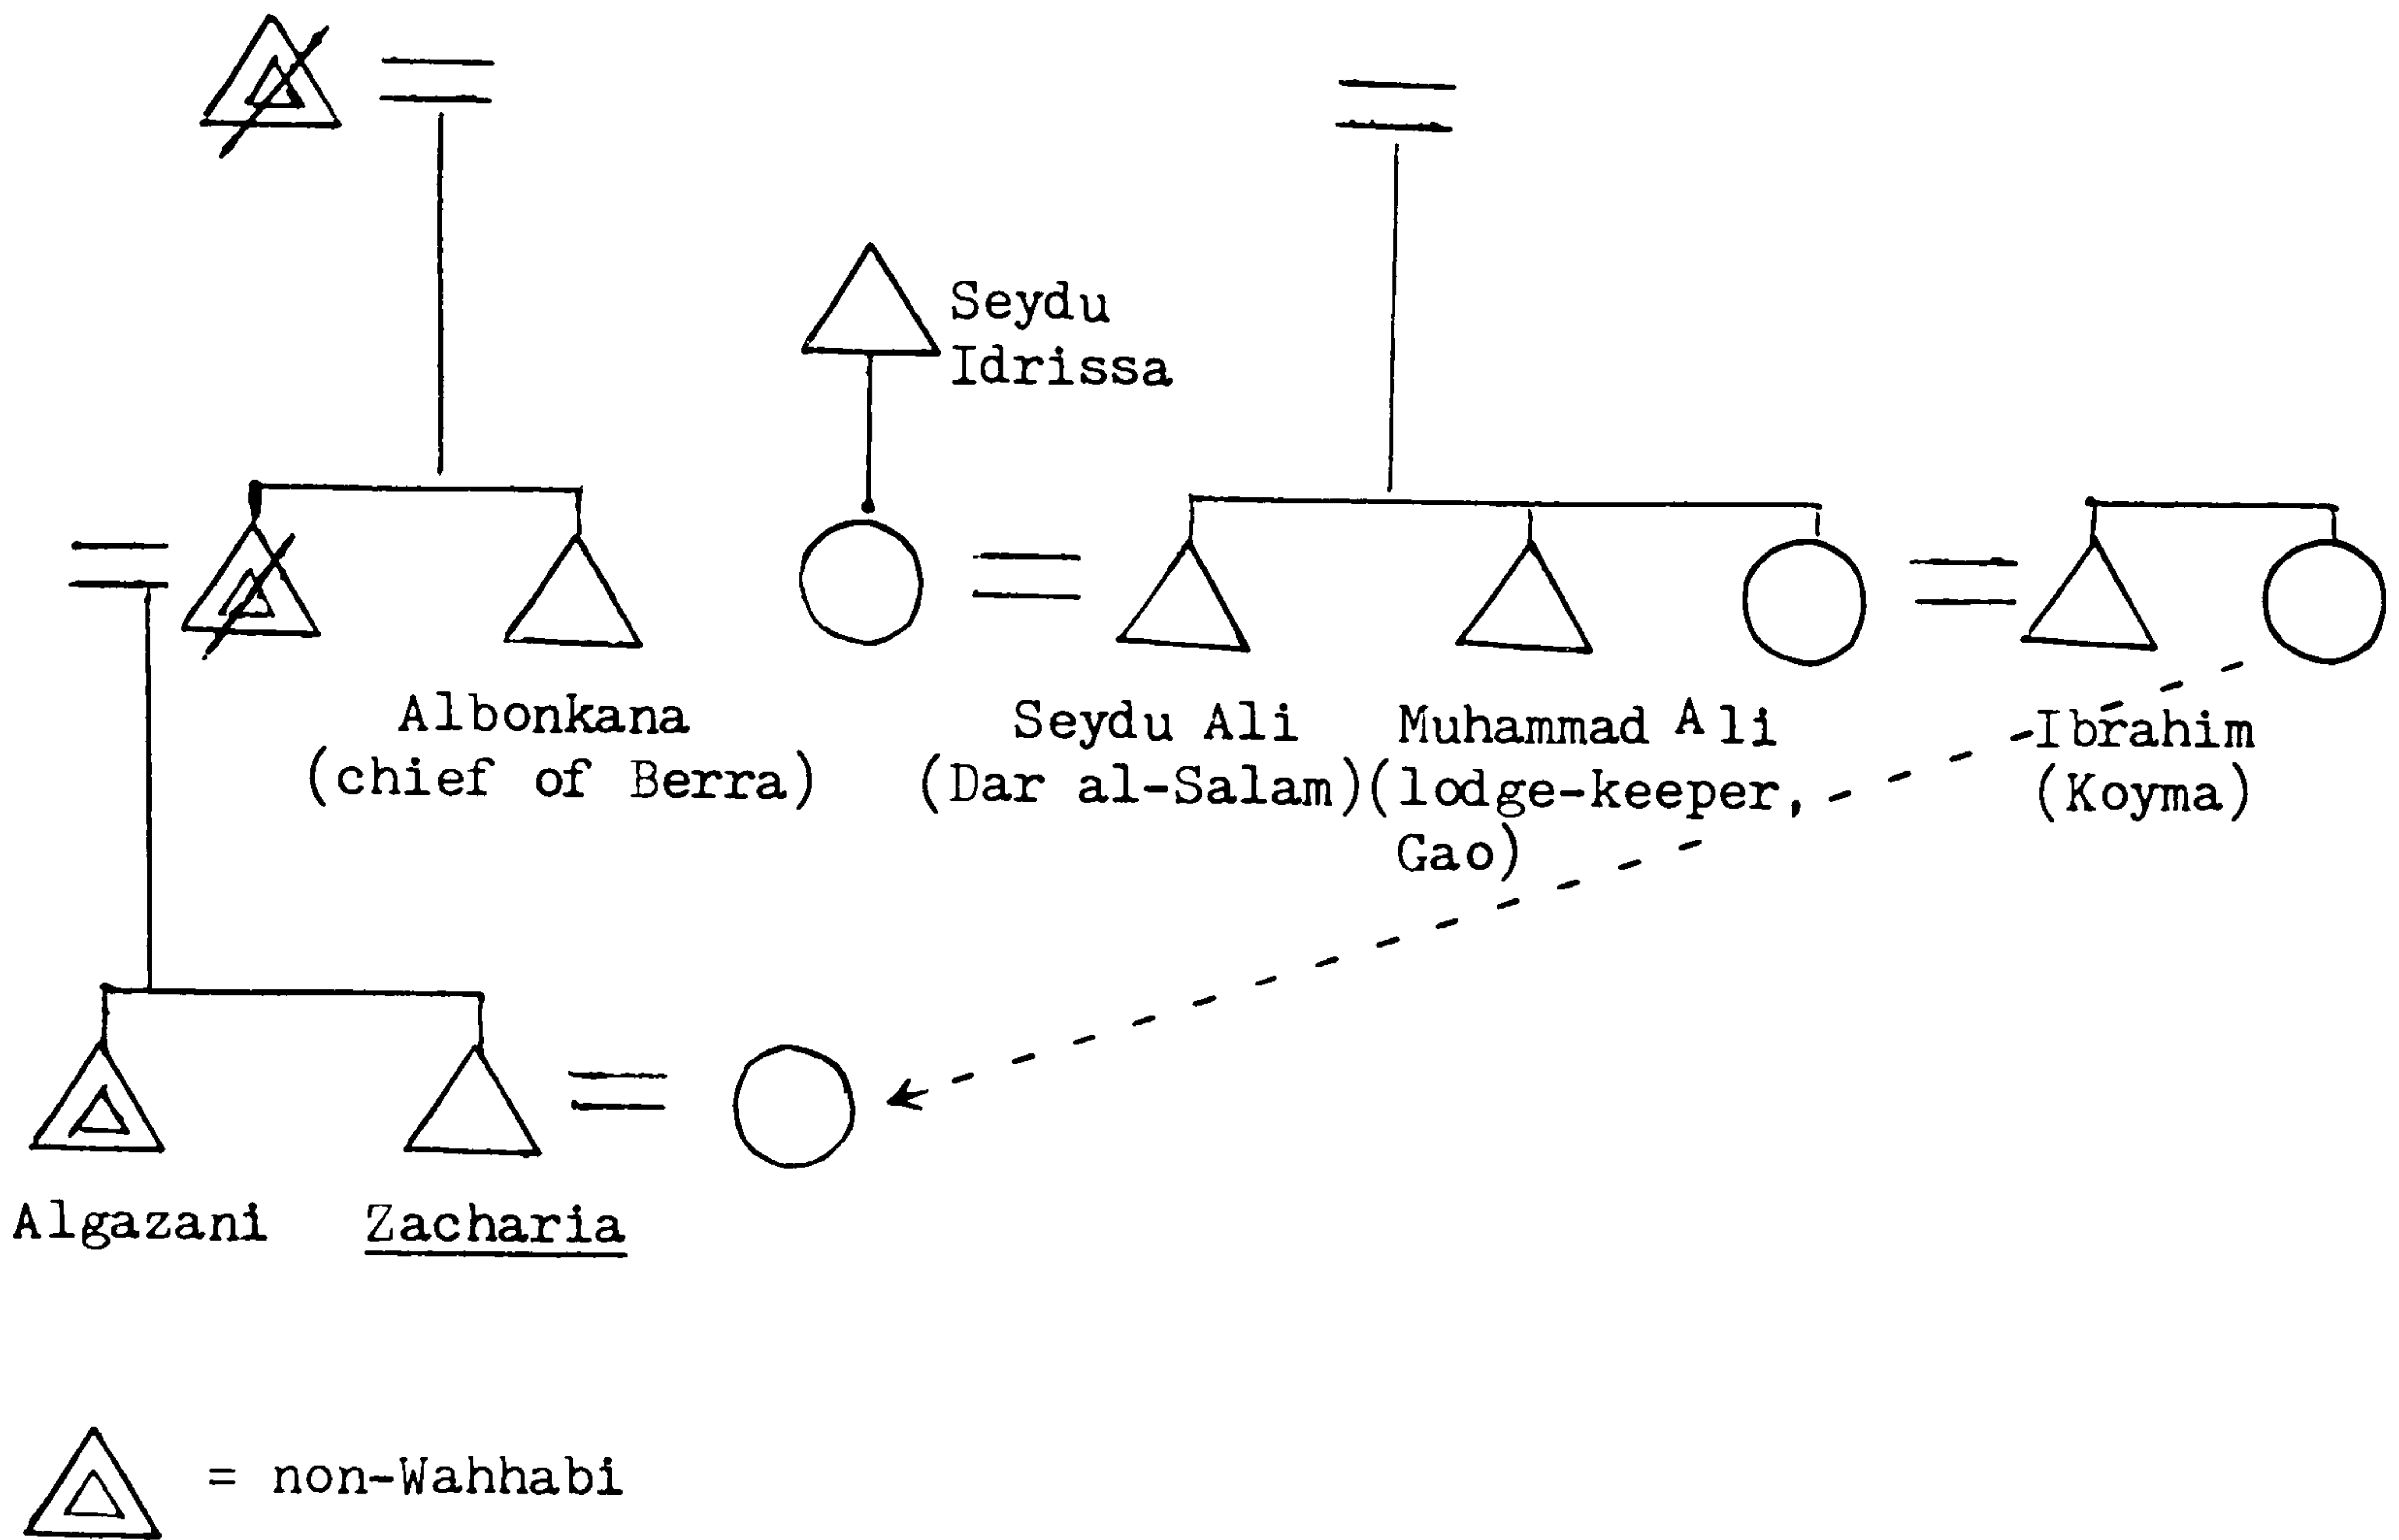 Seydu
Idrissa
Albonkana
(chief of Berra)
Seydu Ali
(Dar al-Salam)
Muhammad Ali
(lodge-keeper,
Gao)
Ibrahim
(Koyma)
Algazani
Zacharia
= non-Wahhabi